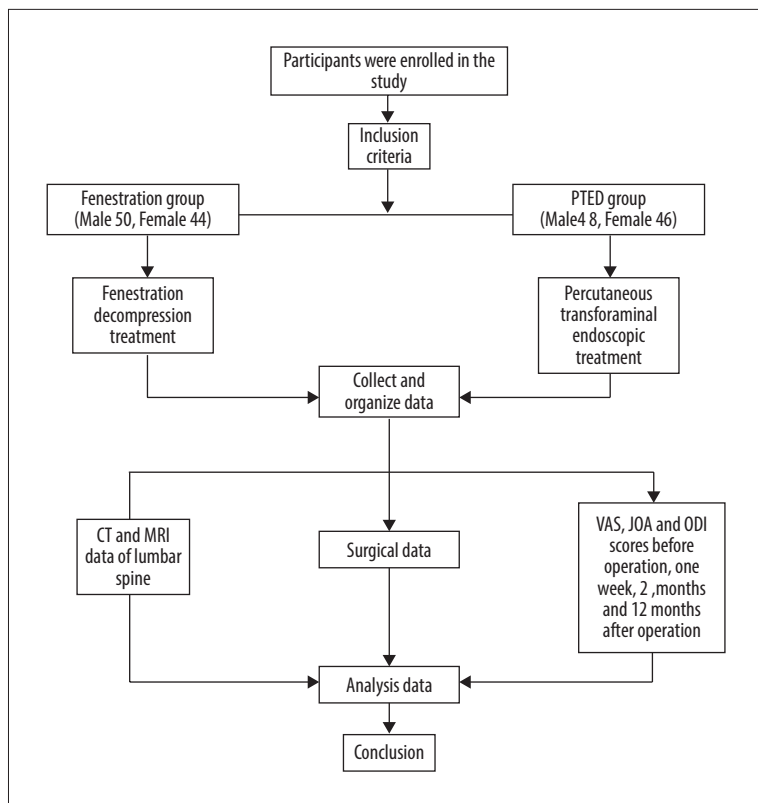 Participants were enrolled in the
study
Inclusion
criteria
Fenestration group
(Male 50, Female 44)
PTED group
(Male4 8, Female 46)
Fenestration
decompression
treatment
Percutaneous
transforaminal
endoscopic
treatment
Collect and
organize data
CT and MRI
data of lumbar
spine
Surgical data
VAS, JOA and ODI
scores before
operation, one
week, 2 ,months
and 12 months
after operation
Analysis data
Conclusion